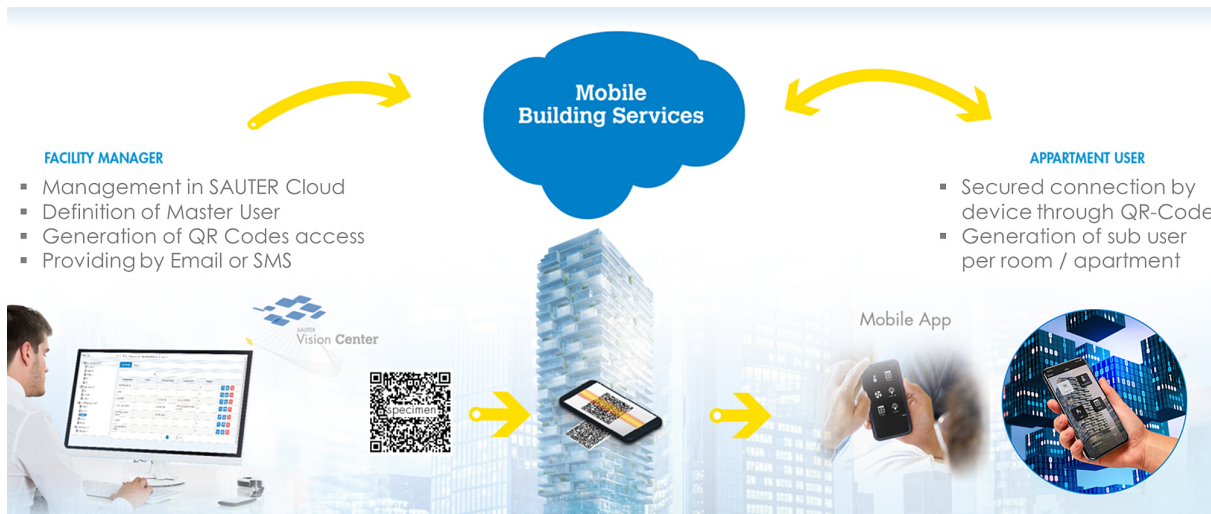 Mobile
Building Services
FACILITY MANAGER
▪ Management in SAUTER Cloud
▪ Definition of Master User
▪ Generation of QR Codes access
▪ Providing by Email or SMS
APPARTMENT USER
▪ Secured connection by
device through QR-Code
▪ Generation of sub user
per room / apartment
SAUTER
Vision Center
specimen
Mobile App